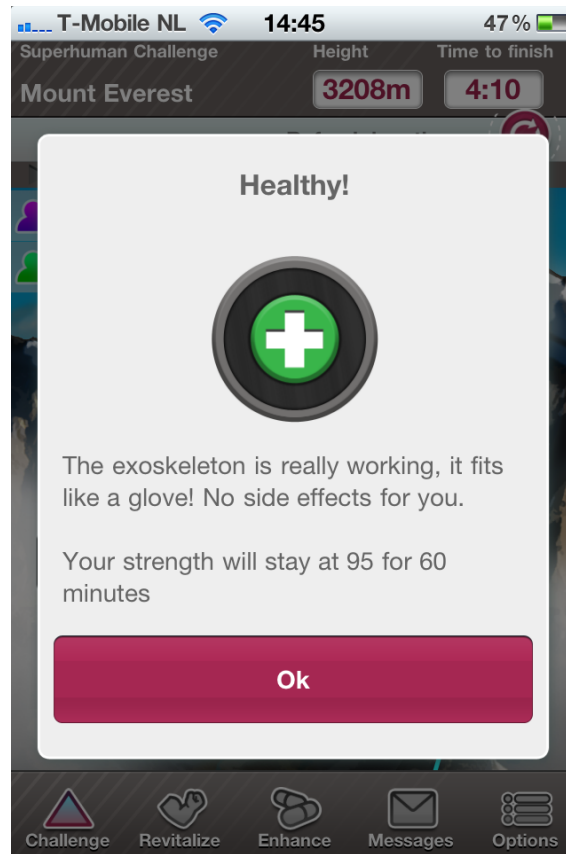 T-Mobile NL 14:45 47%
Superhuman Challenge Height Time to finish
Mount Everest 3208m 4:10
Healthy!
The exoskeleton is really working, it fits
like a glove! No side effects for you.
Your strength will stay at 95 for 60
minutes
Ok
Challenge Revitalize Enhance Messages Options